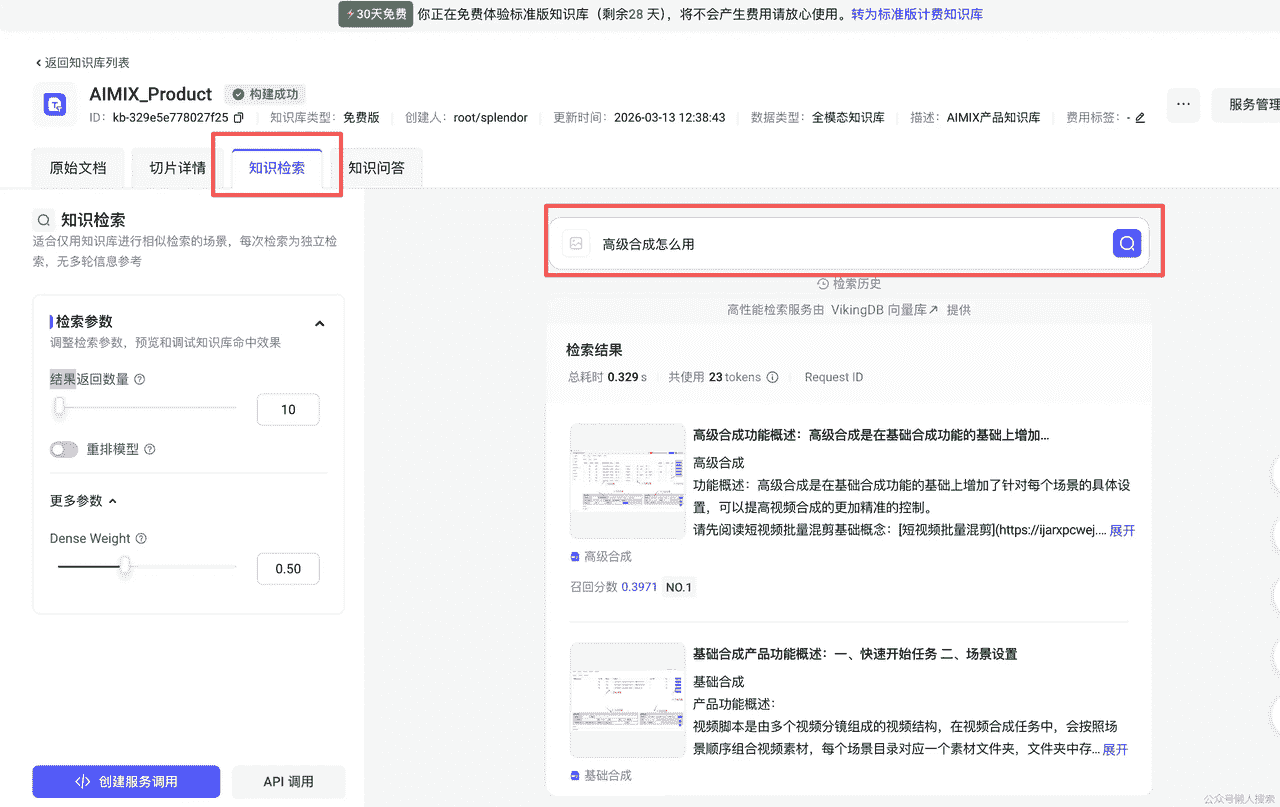 30天免费 你正在免费体验标准版知识库（剩余28 天），将不会产生费用请放心使用。转为标准版计费知识库
返回知识库列表
AIMIX_Product 构建成功
ID：kb-329e5e778027f25 知识库类型：免费版 创建人：root/splendor 更新时间：2026-03-13 12:38:43 数据类型：全模态知识库 描述：AIMIX产品知识库 费用标签：-
... 服务管理
原始文档 切片详情 知识检索 知识问答
知识检索
适合仅用知识库进行相似检索的场景，每次检索为独立检
索，无多轮信息参考
检索参数
调整检索参数，预览和调试知识库命中效果
结果返回数量
10
重排模型
更多参数
Dense Weight
0.50
创建服务调用 API 调用
高级合成怎么用
检索历史
高性能检索服务由 VikingDB 向量库 提供
检索结果
总耗时 0.329 s 共使用 23 tokens Request ID
高级合成功能概述：高级合成是在基础合成功能的基础上增加...
高级合成
功能概述：高级合成是在基础合成功能的基础上增加了针对每个场景的具体设
置，可以提高视频合成的更加精准的控制。
请先阅读短视频批量混剪基础概念：[短视频批量混剪](https://ijarxpcwej.... 展开
高级合成
召回分数 0.3971 NO.1
基础合成产品功能概述：一、快速开始任务 二、场景设置
基础合成
产品功能概述：
视频脚本是由多个视频分镜组成的视频结构，在视频合成任务中，会按照场
景顺序组合视频素材，每个场景目录对应一个素材文件夹，文件夹中存... 展开
基础合成
公众号懒人搜索